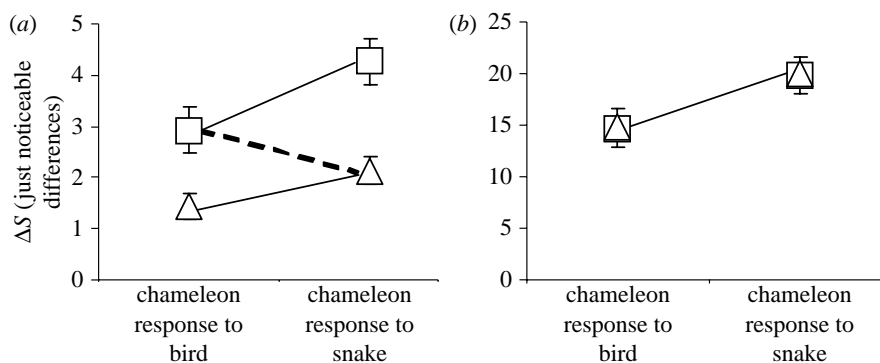 (a)
ΔS (just noticeable
differences)
5
4
3
2
1
0
chameleon
response to
bird
chameleon
response to
snake
(b)
25
20
15
10
5
0
chameleon
response to
bird
chameleon
response to
snake